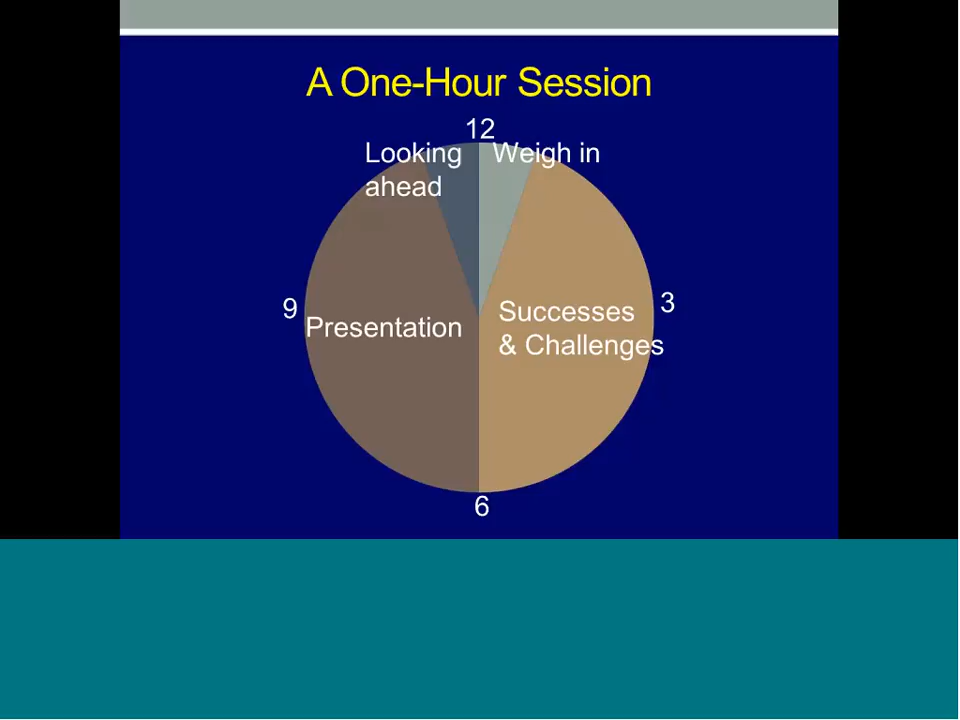 A One-Hour Session
12
Looking
ahead
Weigh in
9
3
Presentation
Successes
& Challenges
6